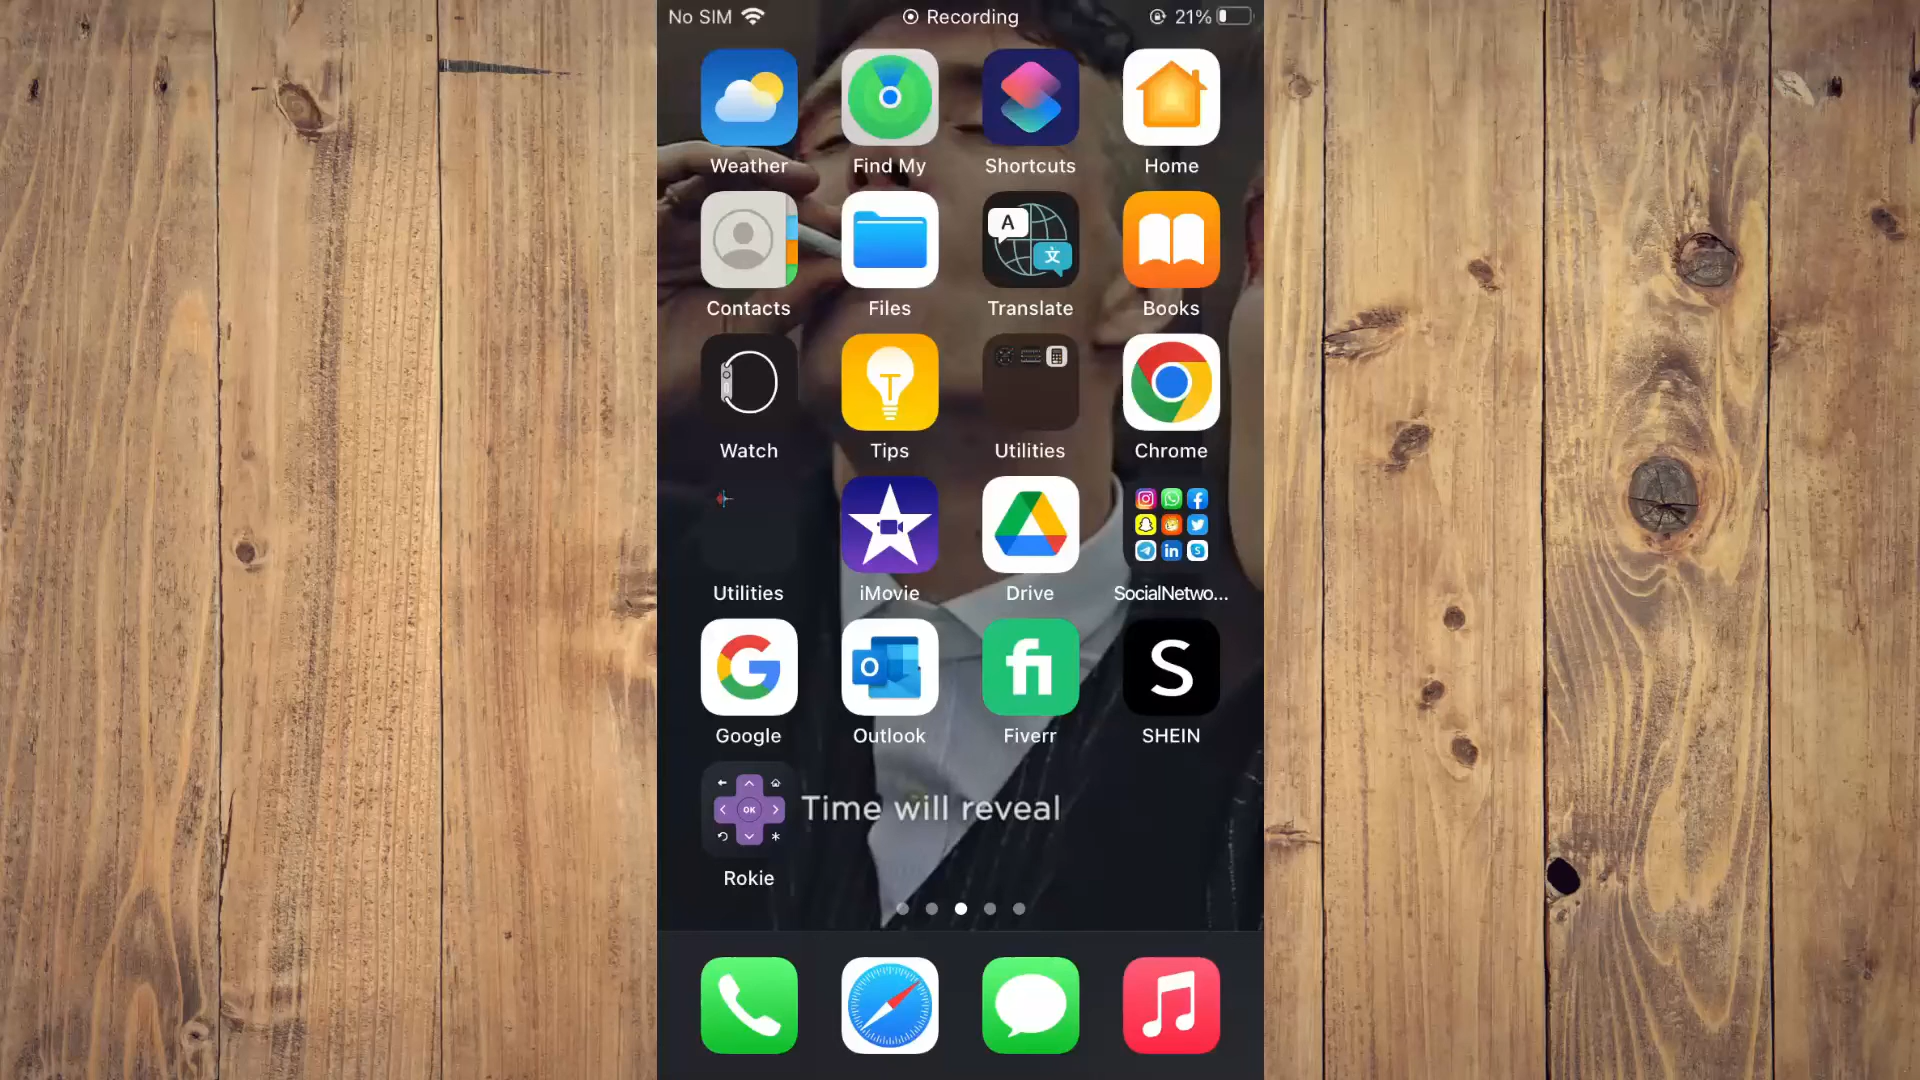 No SIM Recording 21%
Weather Find My Shortcuts Home
A 文
Contacts Files Translate Books
T
Watch Tips Utilities Chrome
Utilities iMovie Drive SocialNetwo...
G O fi S
Google Outlook Fiverr SHEIN
OK
Time will reveal
Rokie